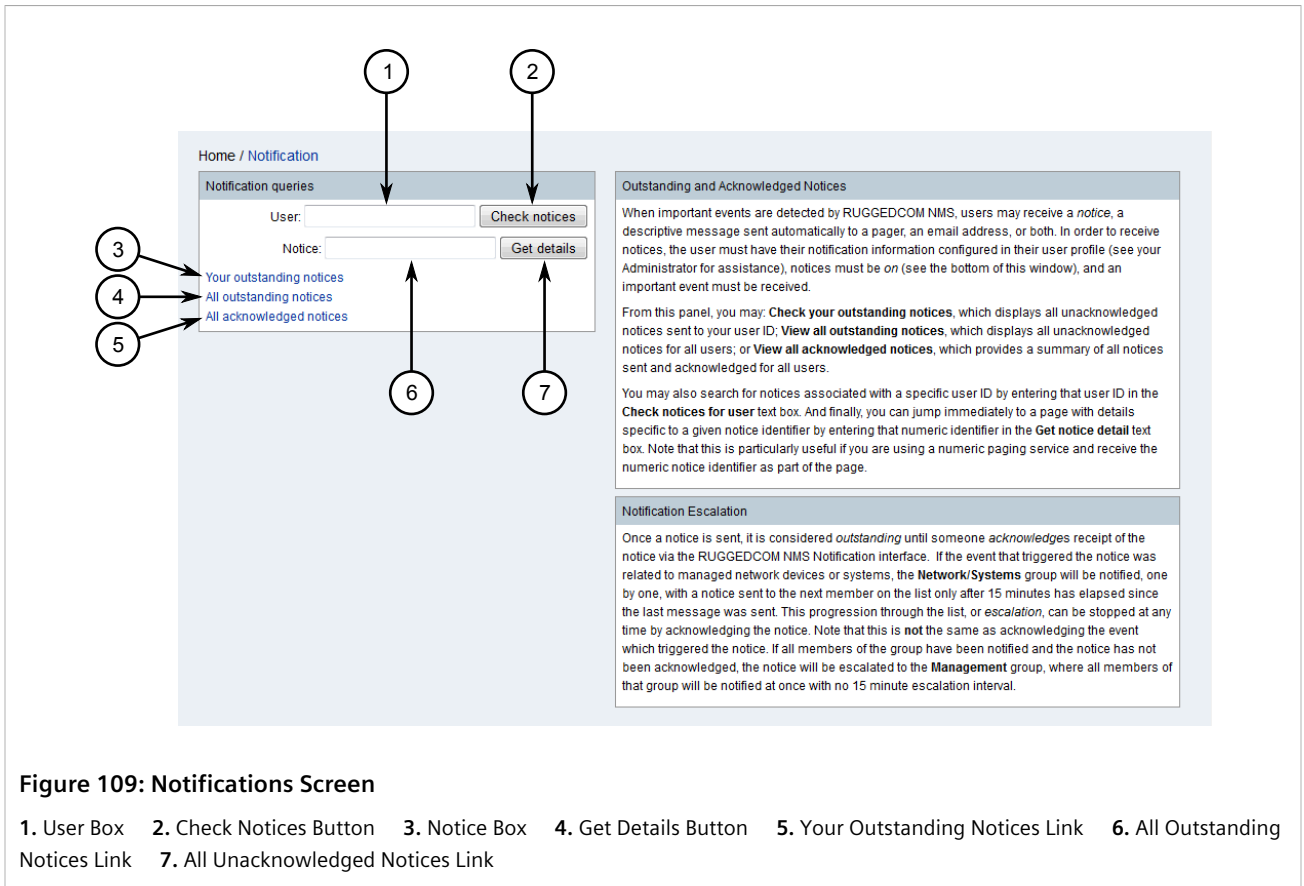 1
2
Home / Notification
Notification queries
User:
Check notices
Notice:
Get details
3
Your outstanding notices
4
All outstanding notices
5
All acknowledged notices
6
7
Outstanding and Acknowledged Notices
When important events are detected by RUGGEDCOM NMS, users may receive a notice, a
descriptive message sent automatically to a pager, an email address, or both. In order to receive
notices, the user must have their notification information configured in their user profile (see your
Administrator for assistance), notices must be on (see the bottom of this window), and an
important event must be received.
From this panel, you may: Check your outstanding notices, which displays all unacknowledged
notices sent to your user ID; View all outstanding notices, which displays all unacknowledged
notices for all users; or View all acknowledged notices, which provides a summary of all notices
sent and acknowledged for all users.
You may also search for notices associated with a specific user ID by entering that user ID in the
Check notices for user text box. And finally, you can jump immediately to a page with details
specific to a given notice identifier by entering that numeric identifier in the Get notice detail text
box. Note that this is particularly useful if you are using a numeric paging service and receive the
numeric notice identifier as part of the page.
Notification Escalation
Once a notice is sent, it is considered outstanding until someone acknowledges receipt of the
notice via the RUGGEDCOM NMS Notification interface. If the event that triggered the notice was
related to managed network devices or systems, the Network/Systems group will be notified, one
by one, with a notice sent to the next member on the list only after 15 minutes has elapsed since
the last message was sent. This progression through the list, or escalation, can be stopped at any
time by acknowledging the notice. Note that this is not the same as acknowledging the event
which triggered the notice. If all members of the group have been notified and the notice has not
been acknowledged, the notice will be escalated to the Management group, where all members of
that group will be notified at once with no 15 minute escalation interval.
Figure 109: Notifications Screen
1. User Box 2. Check Notices Button 3. Notice Box 4. Get Details Button 5. Your Outstanding Notices Link 6. All Outstanding
Notices Link 7. All Unacknowledged Notices Link